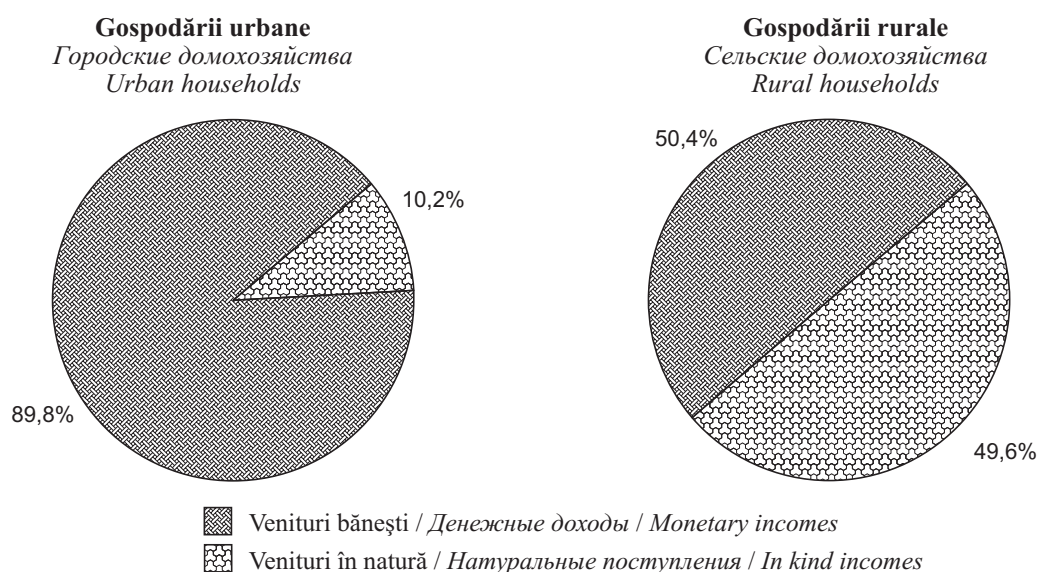 Gospodării urbane
Городские домохозяйства
Urban households
89,8%
10,2%
Gospodării rurale
Сельские домохозяйства
Rural households
50,4%
49,6%
Venituri băneşti / Денежные доходы / Monetary incomes
Venituri în natură / Натуральные поступления / In kind incomes